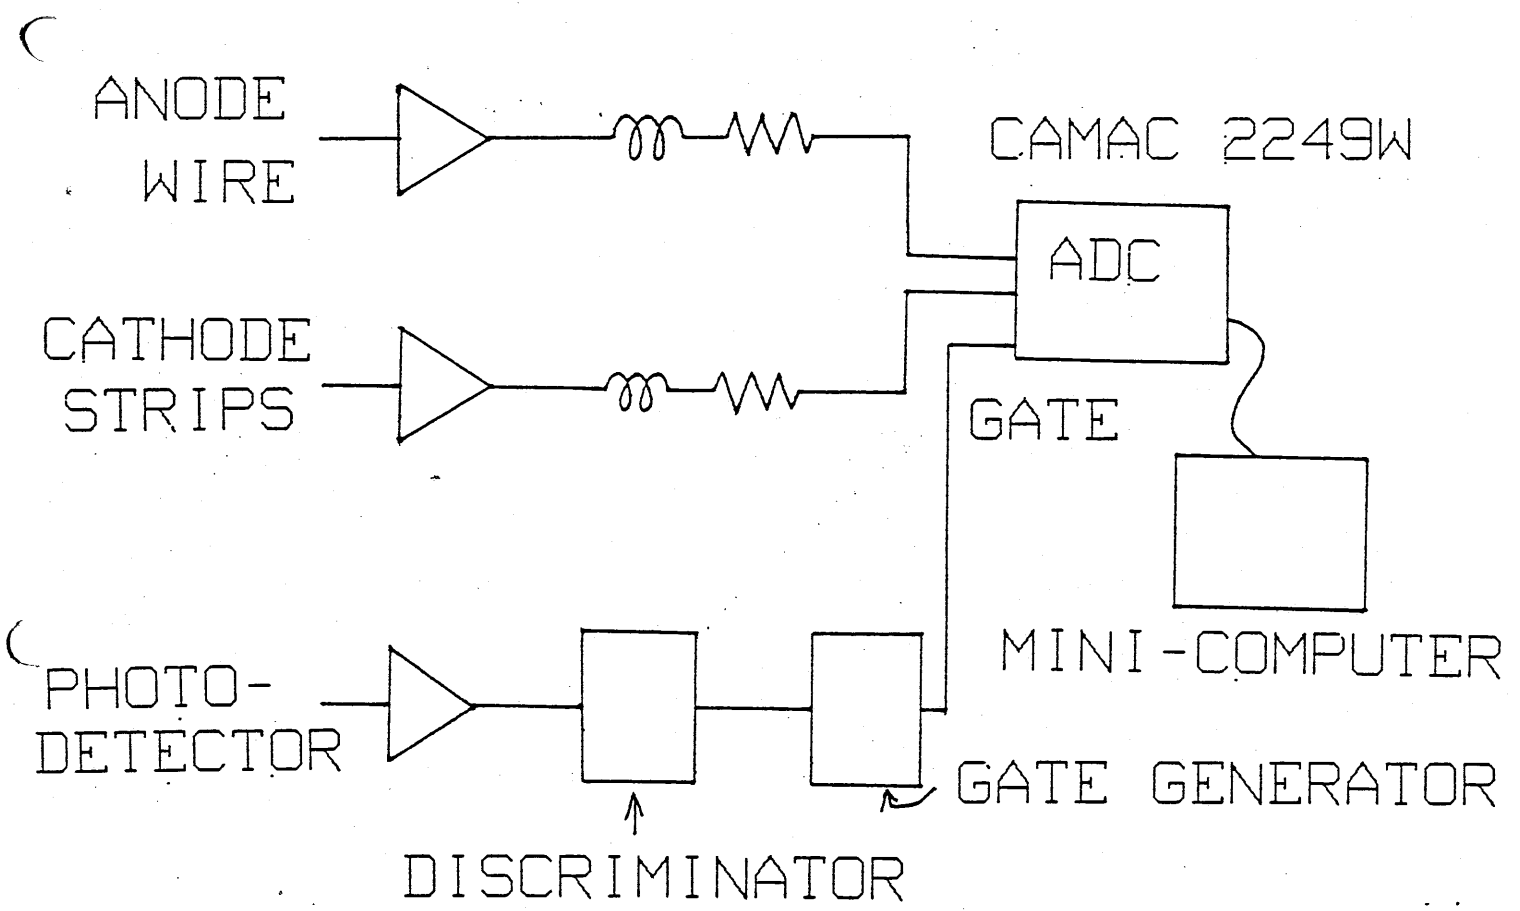 ANODE
WIRE
CAMAC 2249W
ADC
CATHODE
STRIPS
GATE
MINI-COMPUTER
PHOTO-
DETECTOR
GATE GENERATOR
DISCRIMINATOR